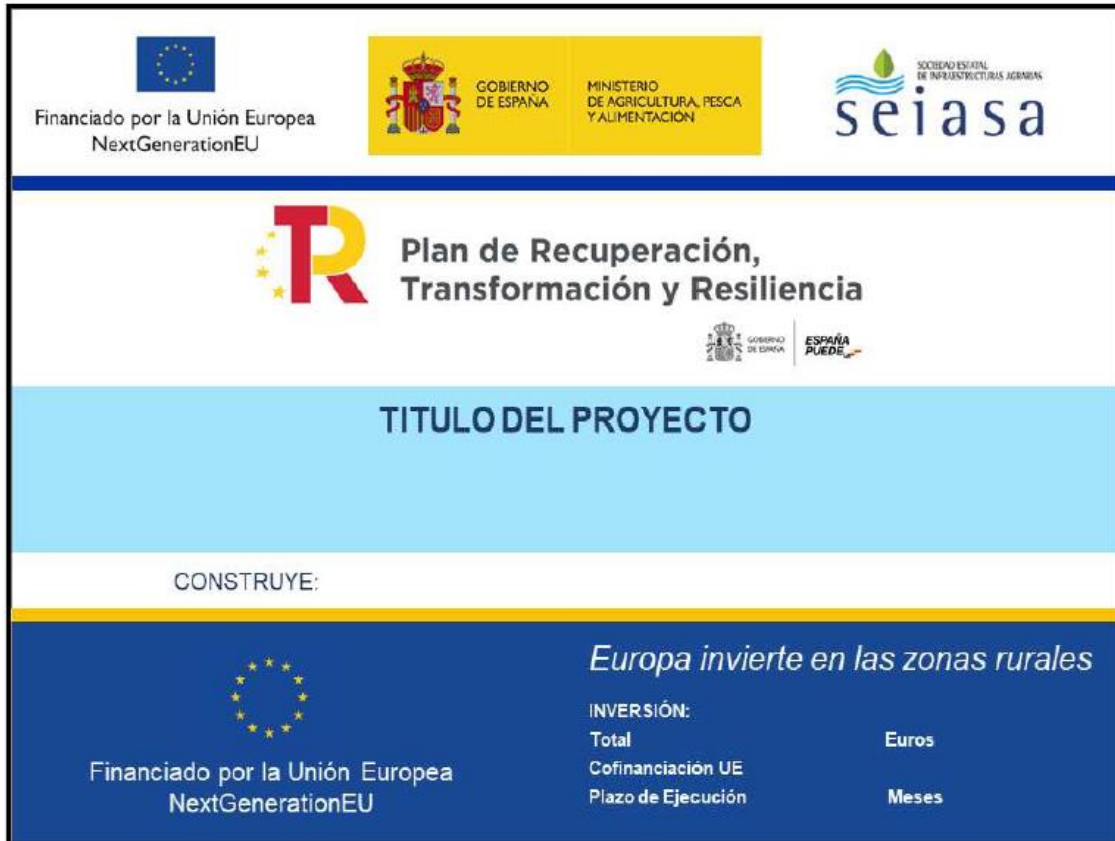 Financiado por la Unión Europea
NextGenerationEU
GOBIERNO
DE ESPAÑA
MINISTERIO
DE AGRICULTURA, PESCA
Y ALIMENTACIÓN
SOCIEDAD ESTATAL
DE INFRAESTRUCTURAS AGRARIAS
seiasa
Plan de Recuperación,
Transformación y Resiliencia
GOBIERNO
DE ESPAÑA
ESPAÑA
PUEDE
TITULO DEL PROYECTO
CONSTRUYE:
Financiado por la Unión Europea
NextGenerationEU
Europa invierte en las zonas rurales
INVERSIÓN:
Total Euros
Cofinanciación UE
Plazo de Ejecución Meses